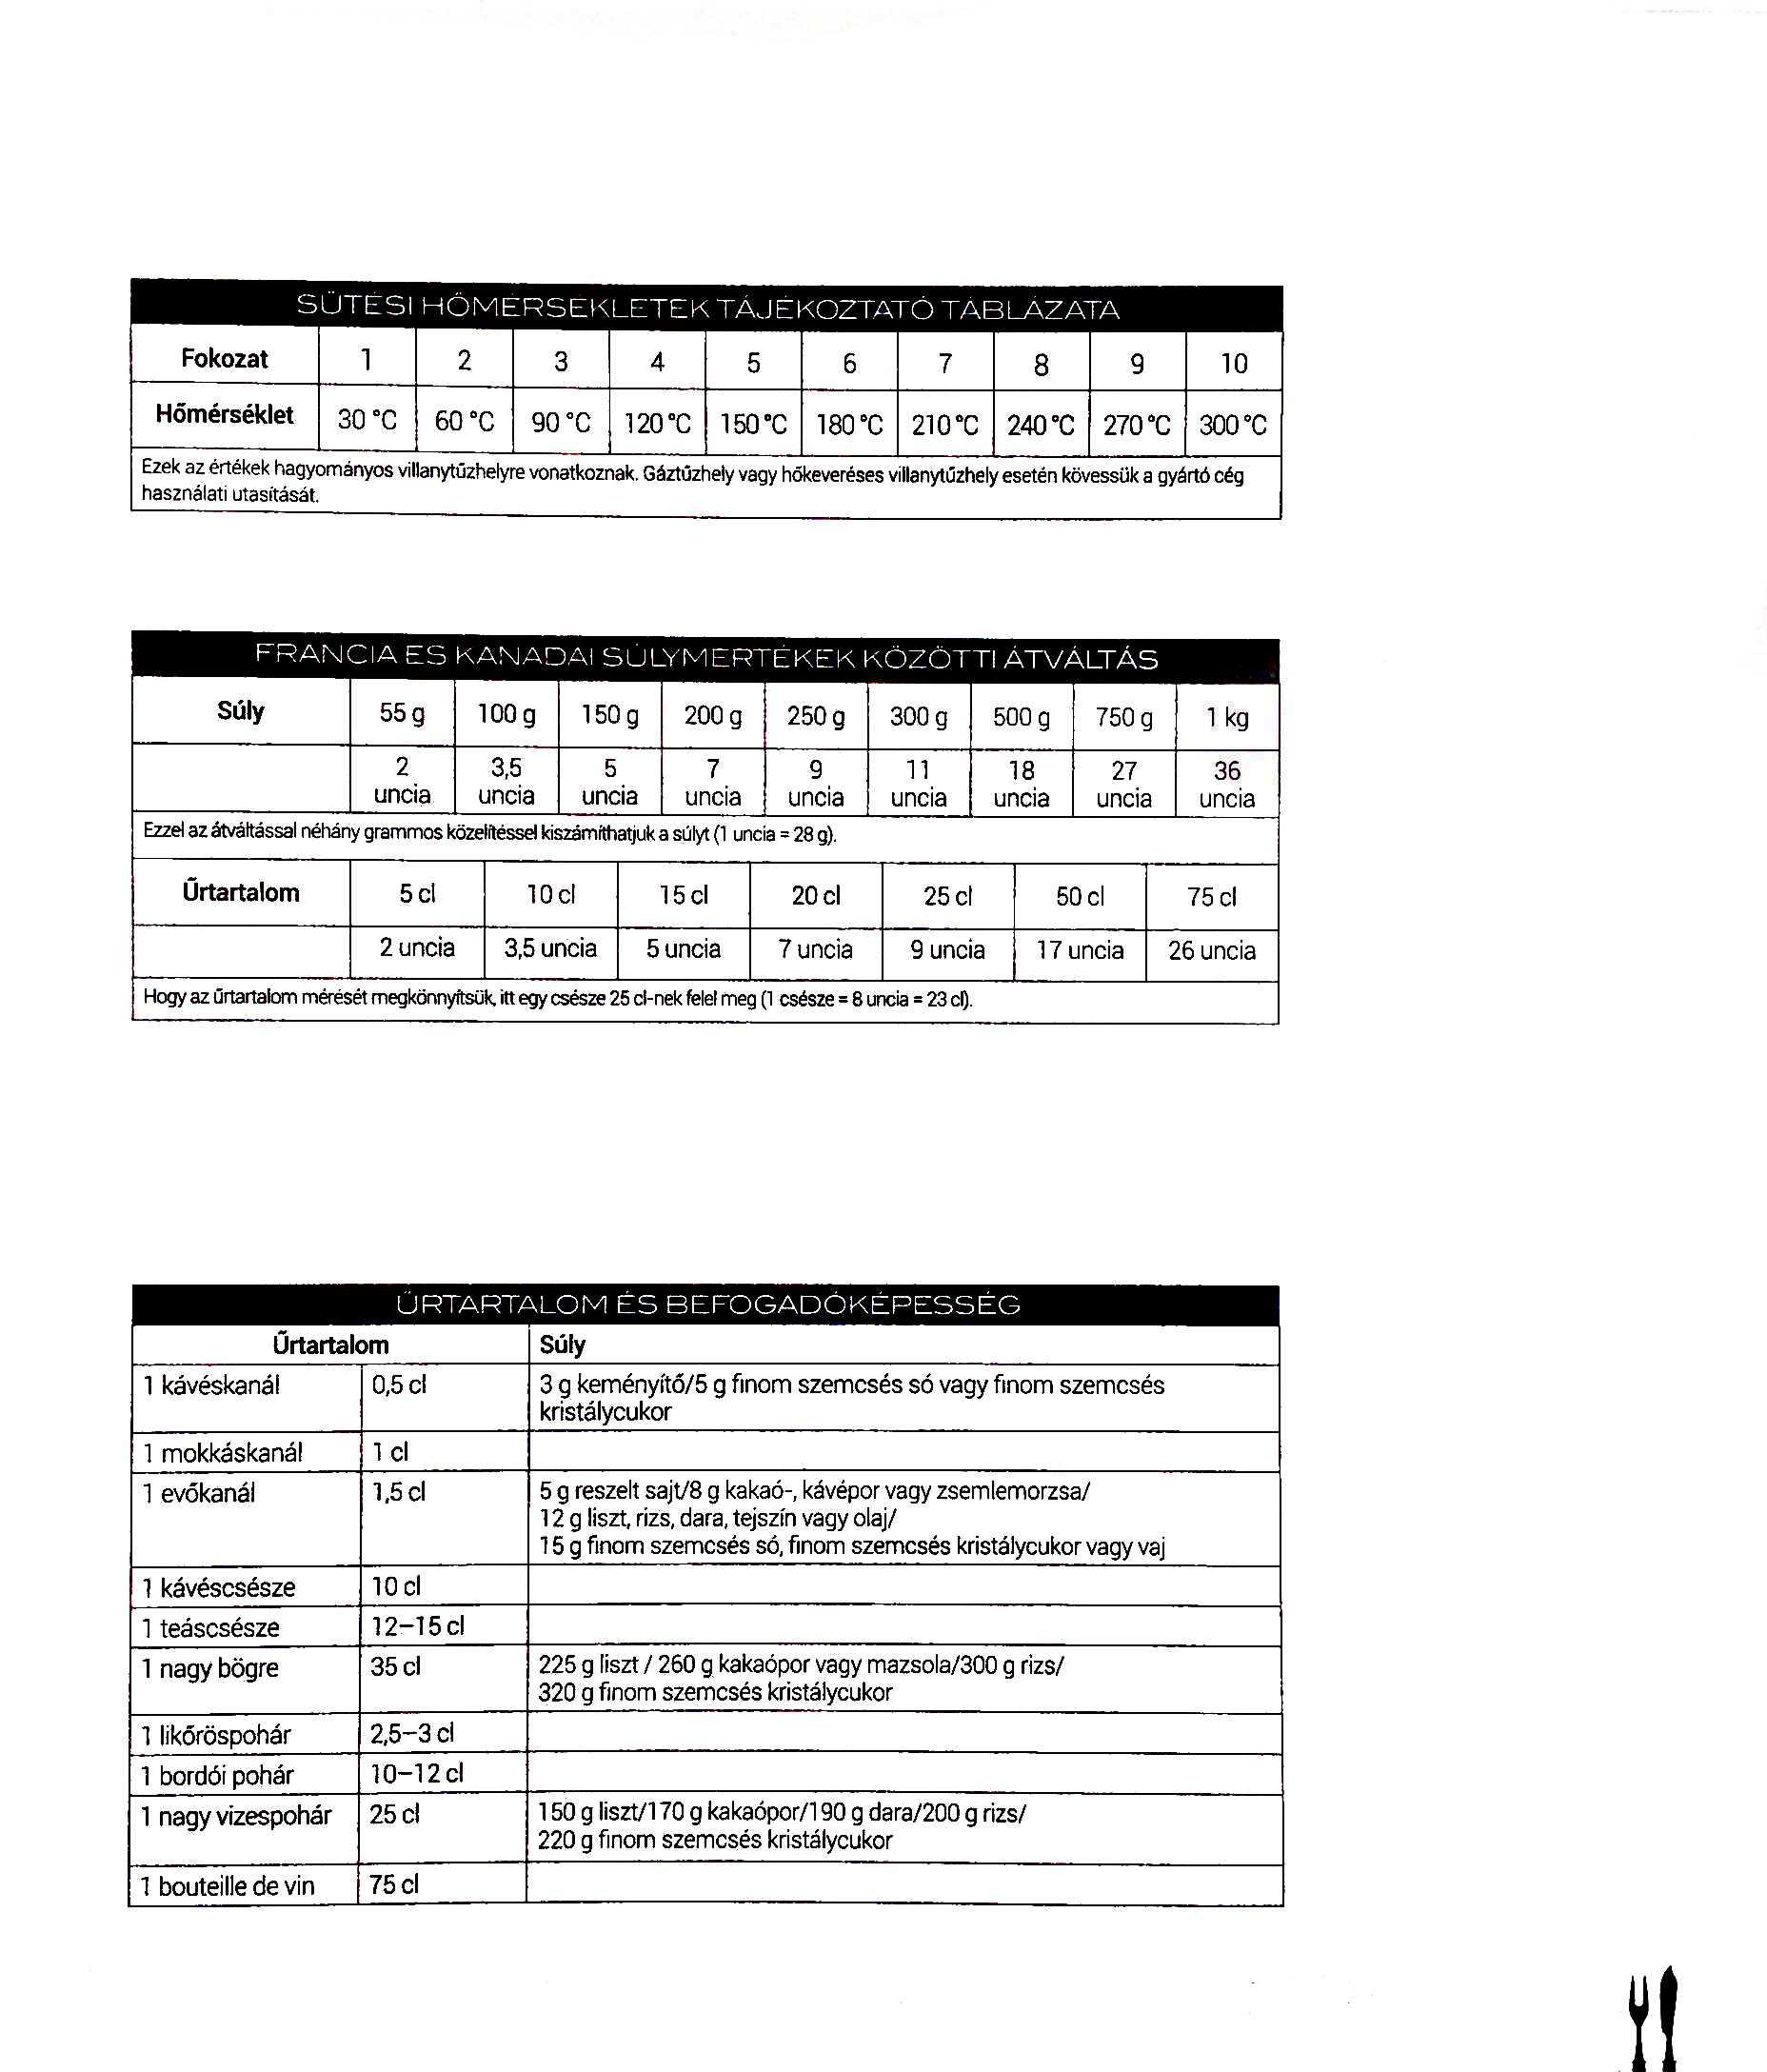 SÜTÉSI HŐMÉRSÉKLETEK TÁJÉKOZTATÓ TÁBLÁZATA
Fokozat 1 2 3 4 5 6 7 8 9 10
Hőmérséklet 30 °C 60 °C 90 °C 120 °C 150 °C 180 °C 210 °C 240 °C 270 °C 300 °C
Ezek az értékek hagyományos villanytűzhelyre vonatkoznak. Gáztűzhely vagy hőkeveréses villanytűzhely esetén kövessük a gyártó cég
használati utasítását.
FRANCIA ÉS KANADAI SÚLYMÉRTÉKEK KÖZÖTTI ÁTVÁLTÁS
Súly 55 g 100 g 150 g 200 g 250 g 300 g 500 g 750 g 1 kg
2 3,5 5 7 9 11 18 27 36
uncia uncia uncia uncia uncia uncia uncia uncia uncia
Ezzel az átváltással néhány grammos közelítéssel kiszámíthatjuk a súlyt (1 uncia = 28 g).
Űrtartalom 5 cl 10 cl 15 cl 20 cl 25 cl 50 cl 75 cl
2 uncia 3,5 uncia 5 uncia 7 uncia 9 uncia 17 uncia 26 uncia
Hogy az űrtartalom mérését megkönnyítsük, itt egy csésze 25 cl-nek felel meg (1 csésze = 8 uncia = 23 cl).
ŰRTARTALOM ÉS BEFOGADÓKÉPESSÉG
Űrtartalom Súly
1 kávéskanál 0,5 cl 3 g keményítő/5 g finom szemcsés só vagy finom szemcsés
kristálycukor
1 mokkáskanál 1 cl
1 evőkanál 1,5 cl 5 g reszelt sajt/8 g kakaó-, kávépor vagy zsemlemorzsa/
12 g liszt, rizs, dara, tejszín vagy olaj/
15 g finom szemcsés só, finom szemcsés kristálycukor vagy vaj
1 kávéscsésze 10 cl
1 teáscsésze 12–15 cl
1 nagy bögre 35 cl 225 g liszt / 260 g kakaópor vagy mazsola/300 g rizs/
320 g finom szemcsés kristálycukor
1 likőröspohár 2,5–3 cl
1 bordói pohár 10–12 cl
1 nagy vizespohár 25 cl 150 g liszt/170 g kakaópor/190 g dara/200 g rizs/
220 g finom szemcsés kristálycukor
1 bouteille de vin 75 cl